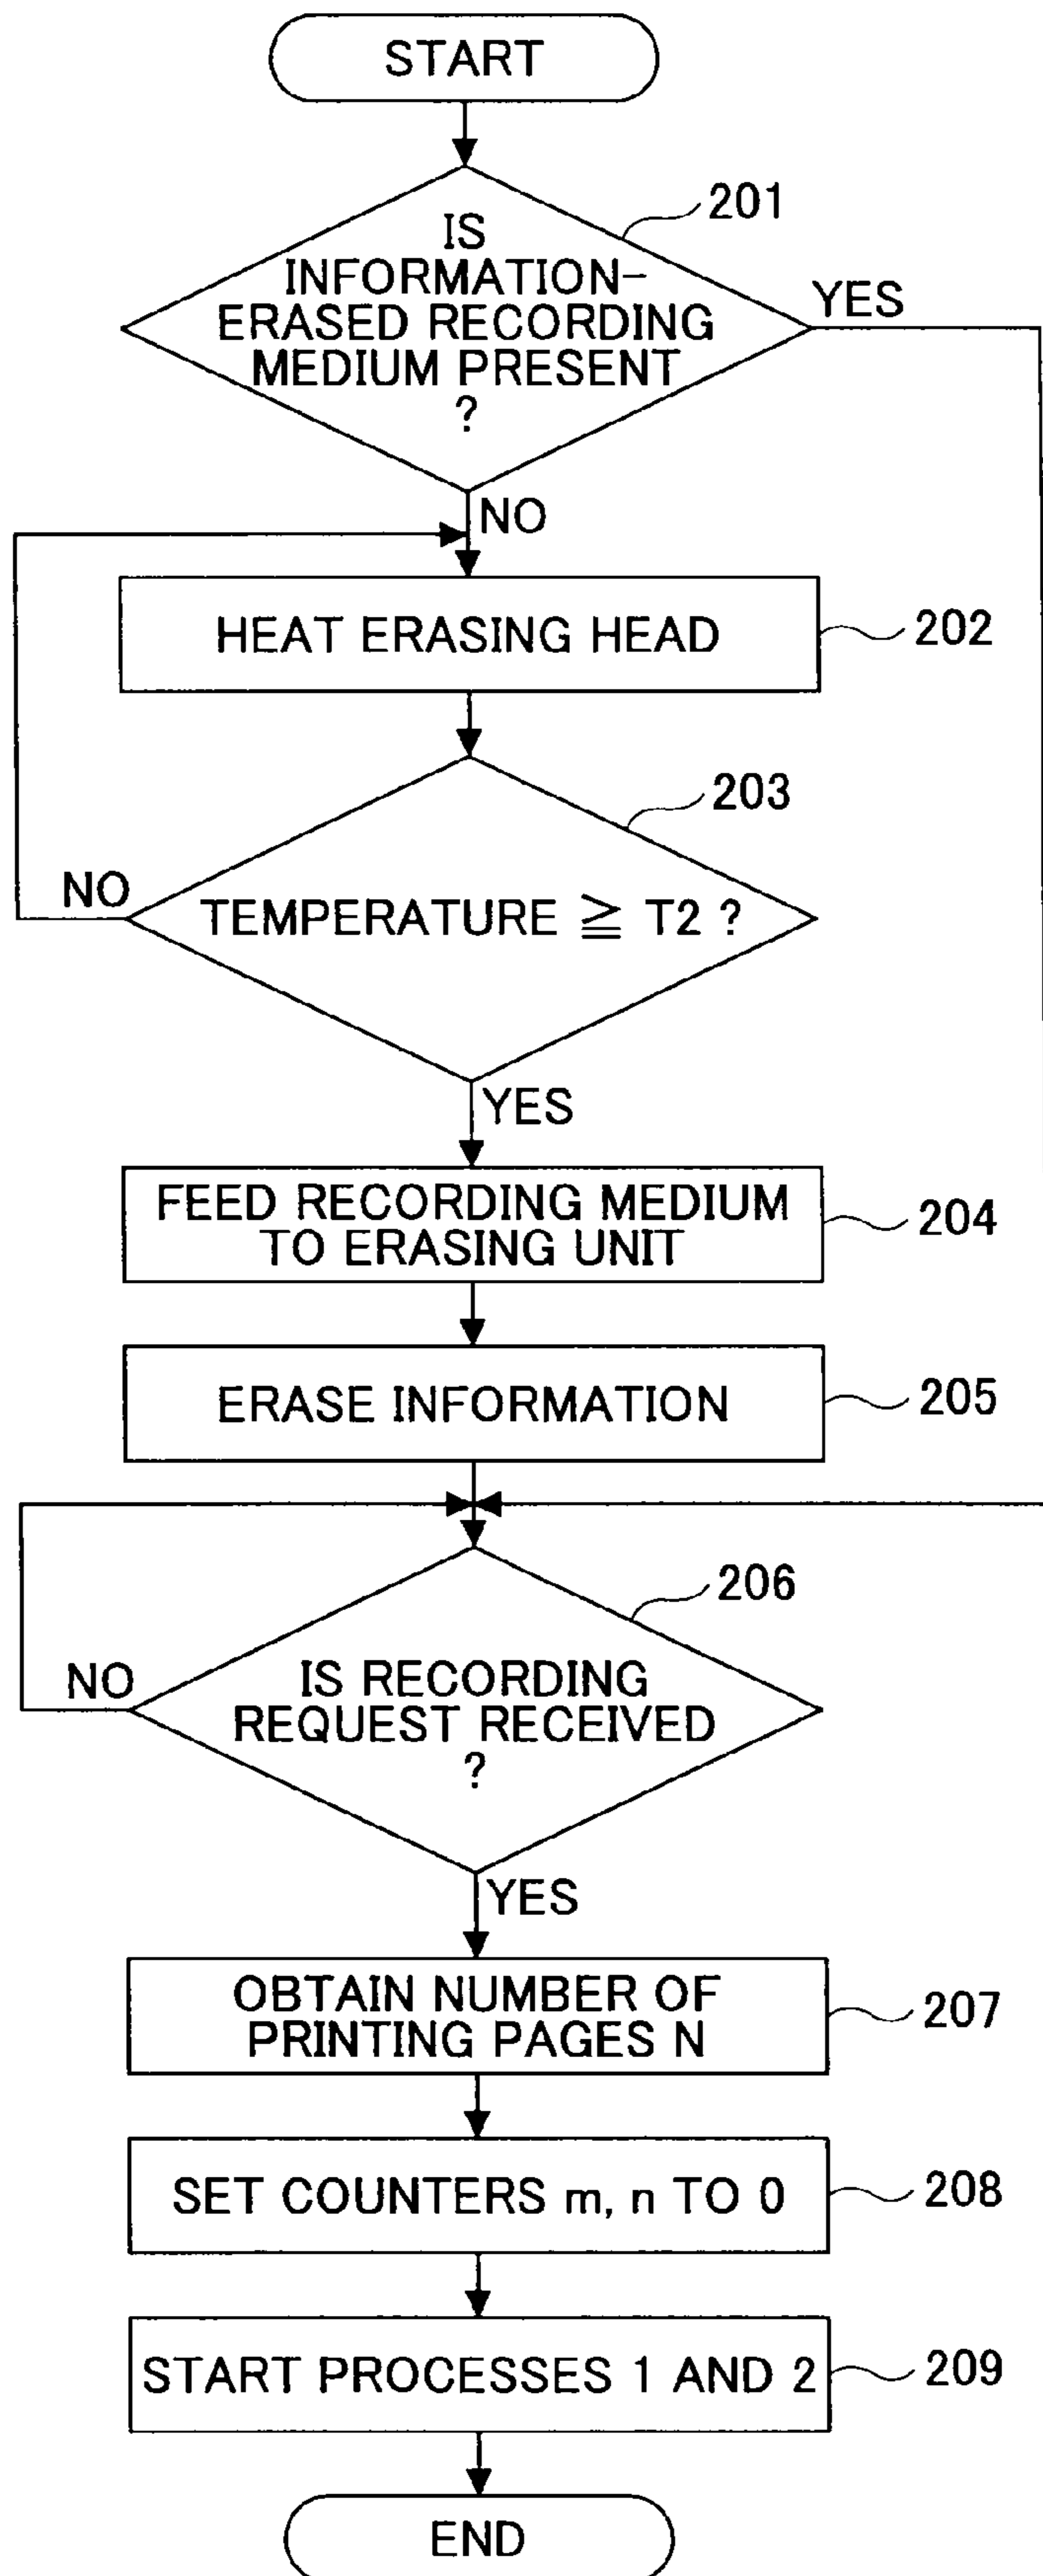 START
201
IS
INFORMATION-
ERASED RECORDING
MEDIUM PRESENT
?
YES
NO
HEAT ERASING HEAD
202
203
NO
TEMPERATURE ≧ T2 ?
YES
FEED RECORDING MEDIUM
TO ERASING UNIT
204
ERASE INFORMATION
205
206
NO
IS RECORDING
REQUEST RECEIVED
?
YES
OBTAIN NUMBER OF
PRINTING PAGES N
207
SET COUNTERS m, n TO 0
208
START PROCESSES 1 AND 2
209
END